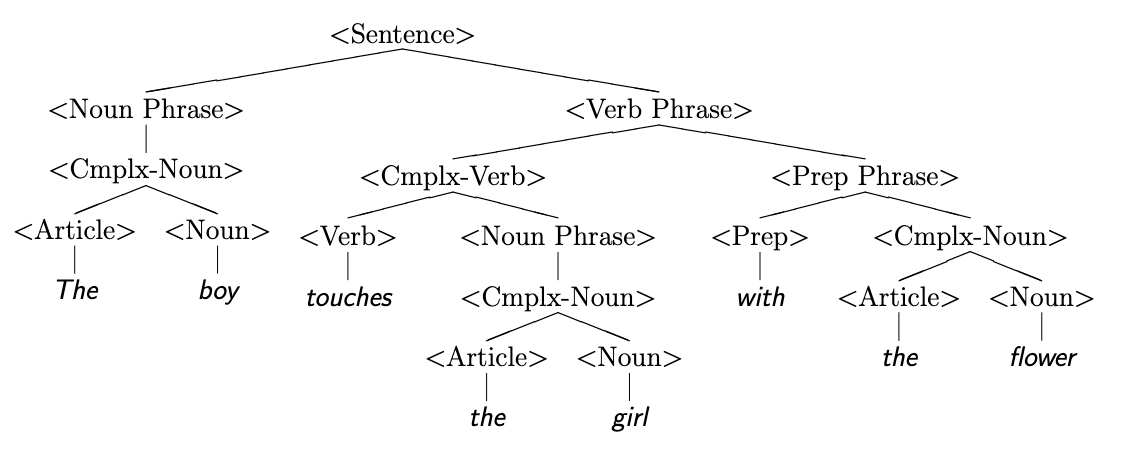 <Sentence>
<Noun Phrase> <Verb Phrase>
<Cmplx-Noun> <Cmplx-Verb> <Prep Phrase>
<Article> <Noun> <Verb> <Noun Phrase> <Prep> <Cmplx-Noun>
The boy touches <Cmplx-Noun> with <Article> <Noun>
<Article> <Noun> the flower
the girl